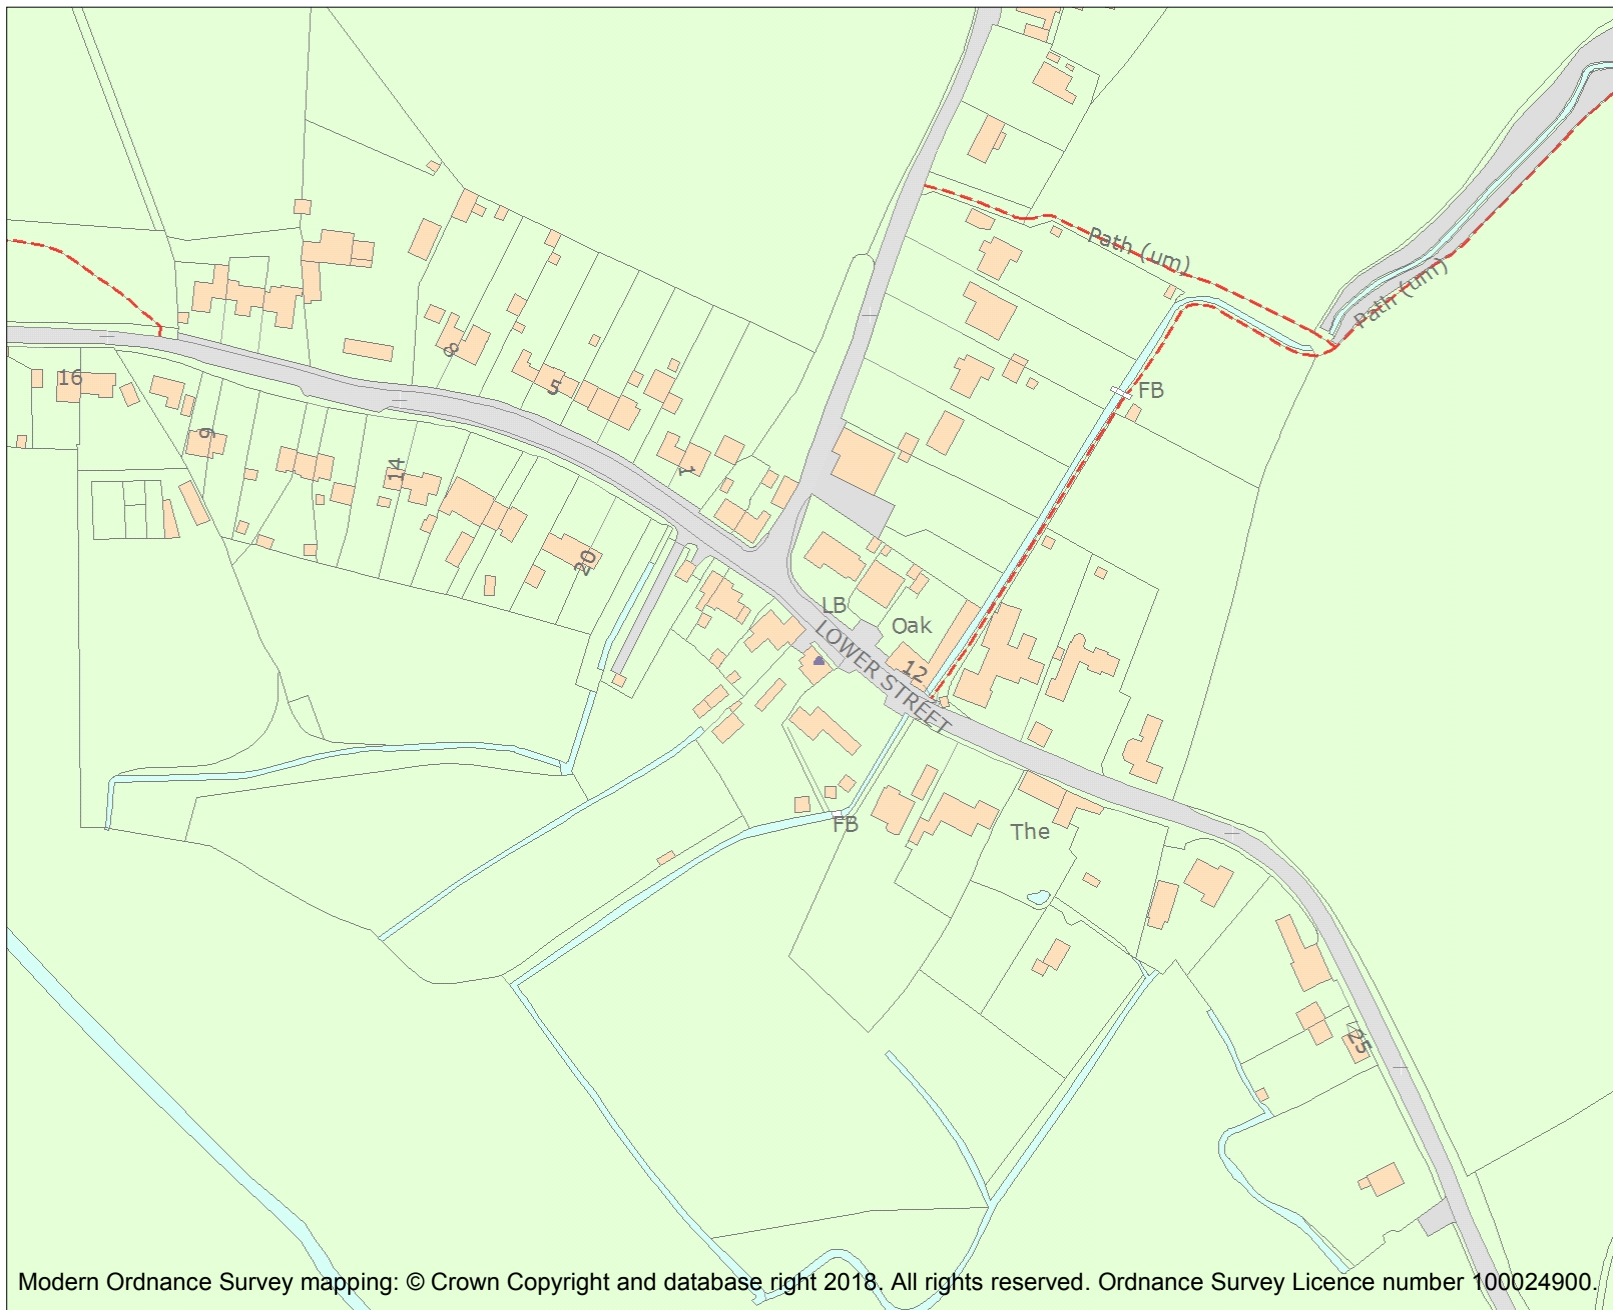 Path (um)
Path (um)
8
16
5
FB
9
14
1
20
LB
Oak
LOWER STREET
12
FB
The
25
Modern Ordnance Survey mapping: © Crown Copyright and database right 2018. All rights reserved. Ordnance Survey Licence number 100024900.